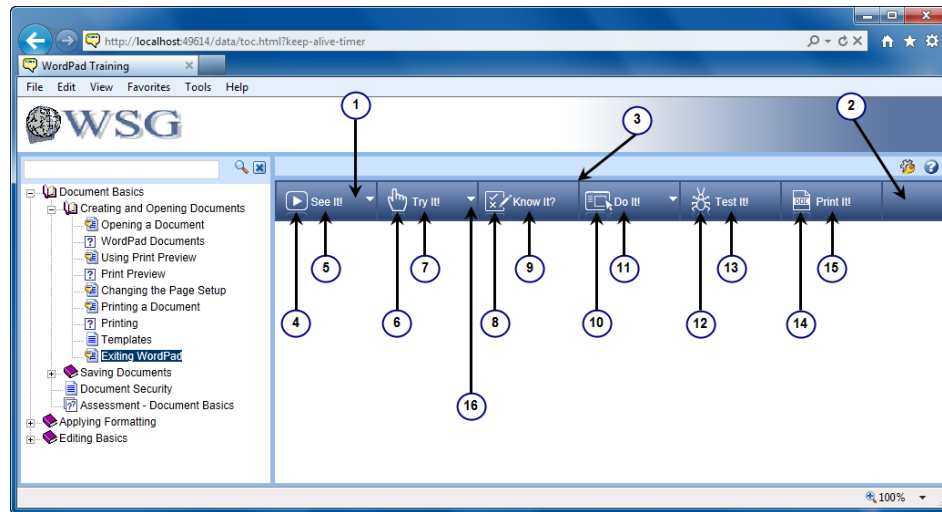 http://localhost:49614/data/toc.html?keep-alive-timer
WordPad Training
File Edit View Favorites Tools Help
WSG
1
2
3
Document Basics
Creating and Opening Documents
Opening a Document
WordPad Documents
Using Print Preview
Print Preview
Changing the Page Setup
Printing a Document
Printing
Templates
Exiting WordPad
Saving Documents
Document Security
Assessment - Document Basics
Applying Formatting
Editing Basics
See It! Try It! Know It? Do It! Test It! DOC Print It!
5 7 9 11 13 15
4 6 8 10 12 14
16
100%